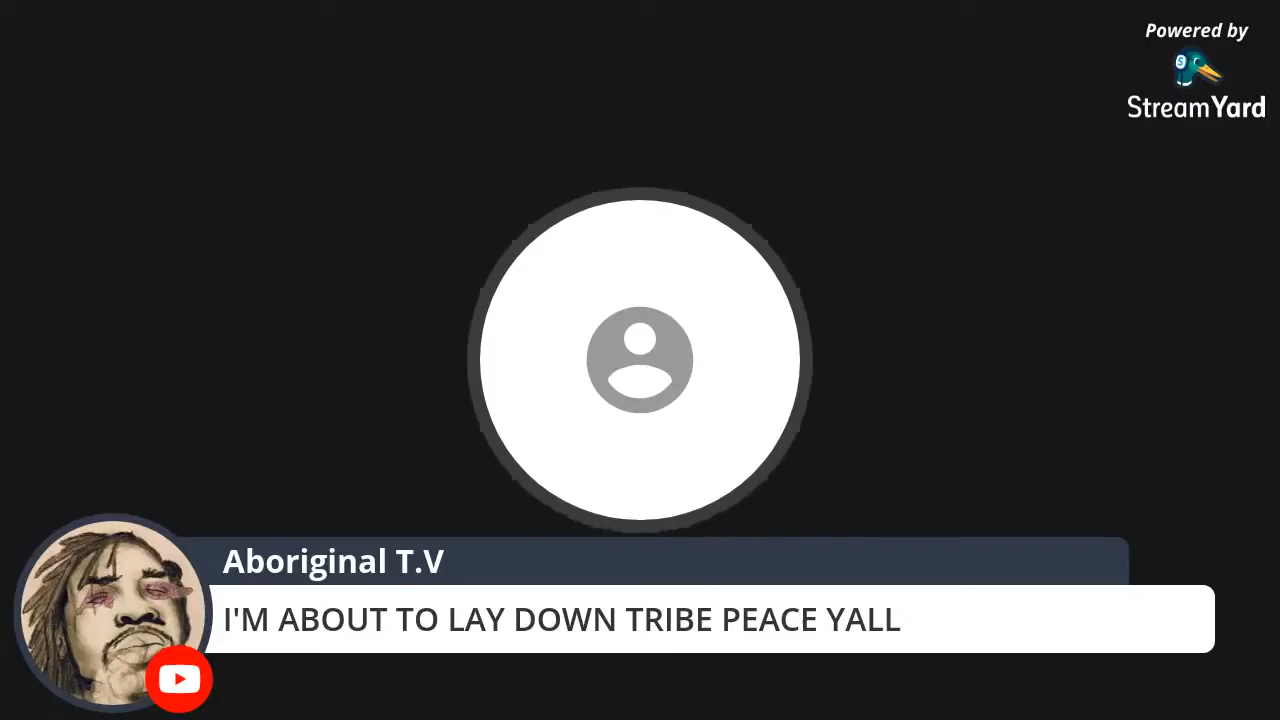 Powered by
StreamYard
Aboriginal T.V
I'M ABOUT TO LAY DOWN TRIBE PEACE YALL